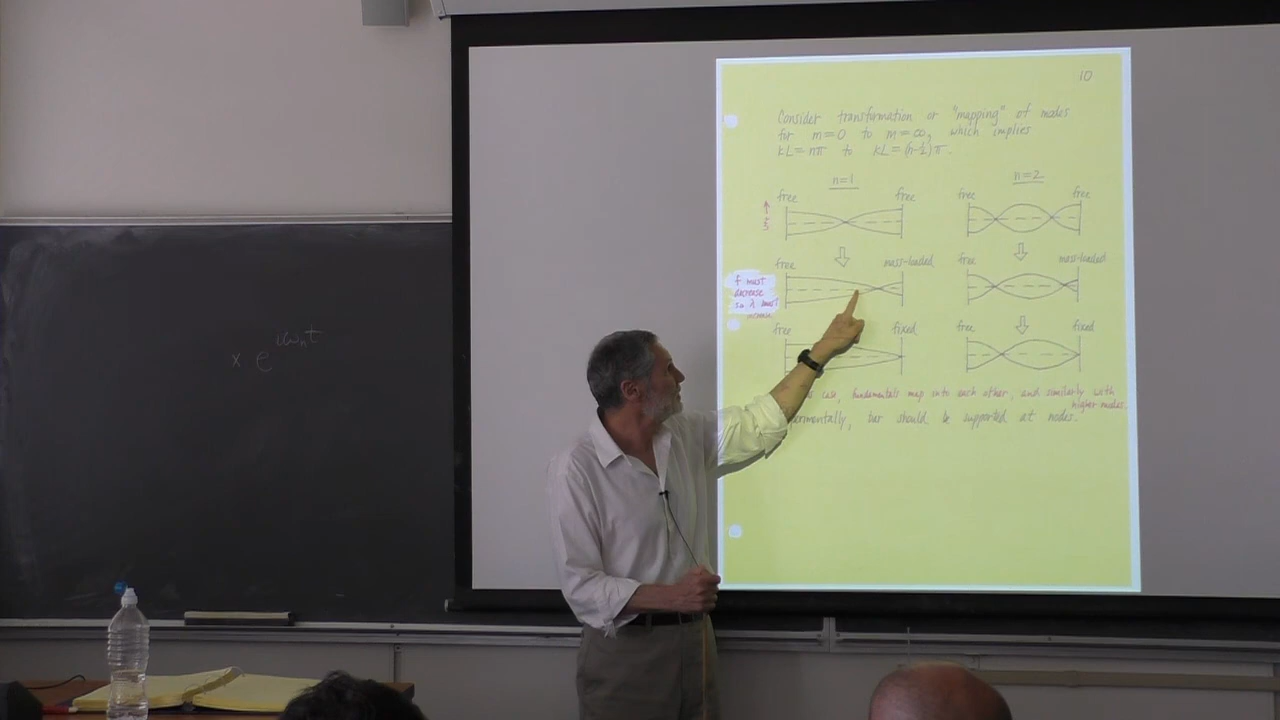 10
Consider transformation or "mapping" of modes
for m=0 to m=∞, which implies
kL=nπ to kL=(n-½)π.
n=1
n=2
free free free free
free mass-loaded free mass-loaded
f must
decrease
so λ must
free fixed free fixed
case, fundamentals map into each other, and similarly with
higher modes.
bar should be supported at nodes.
x e^{iω_n t}